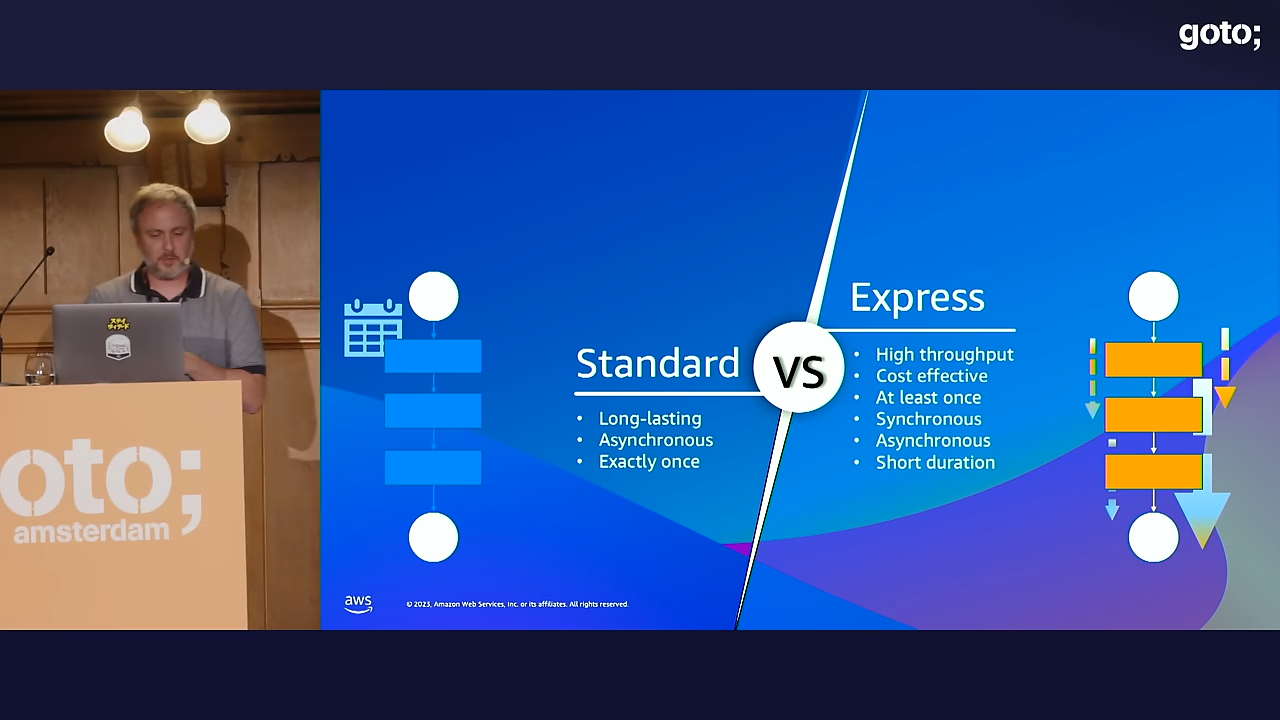 goto;
Standard
• Long-lasting
• Asynchronous
• Exactly once
VS
Express
• High throughput
• Cost effective
• At least once
• Synchronous
• Asynchronous
• Short duration
aws
© 2023, Amazon Web Services, Inc. or its affiliates. All rights reserved.
oto;
amsterdam